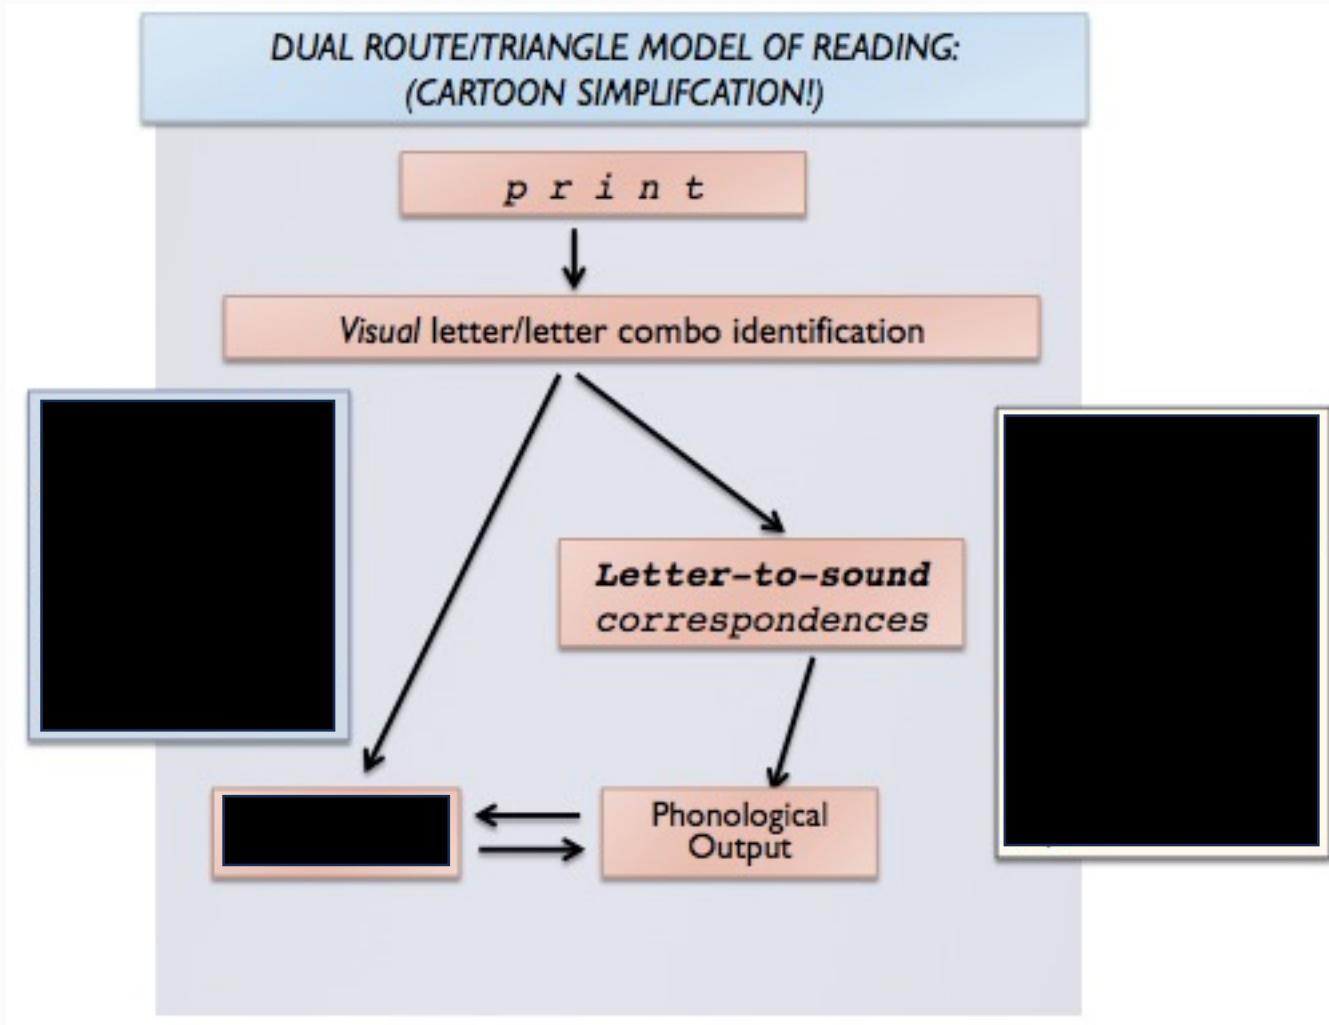 DUAL ROUTE/TRIANGLE MODEL OF READING:
(CARTOON SIMPLIFCATION!)
p r i n t
Visual letter/letter combo identification
Letter-to-sound
correspondences
Phonological
Output